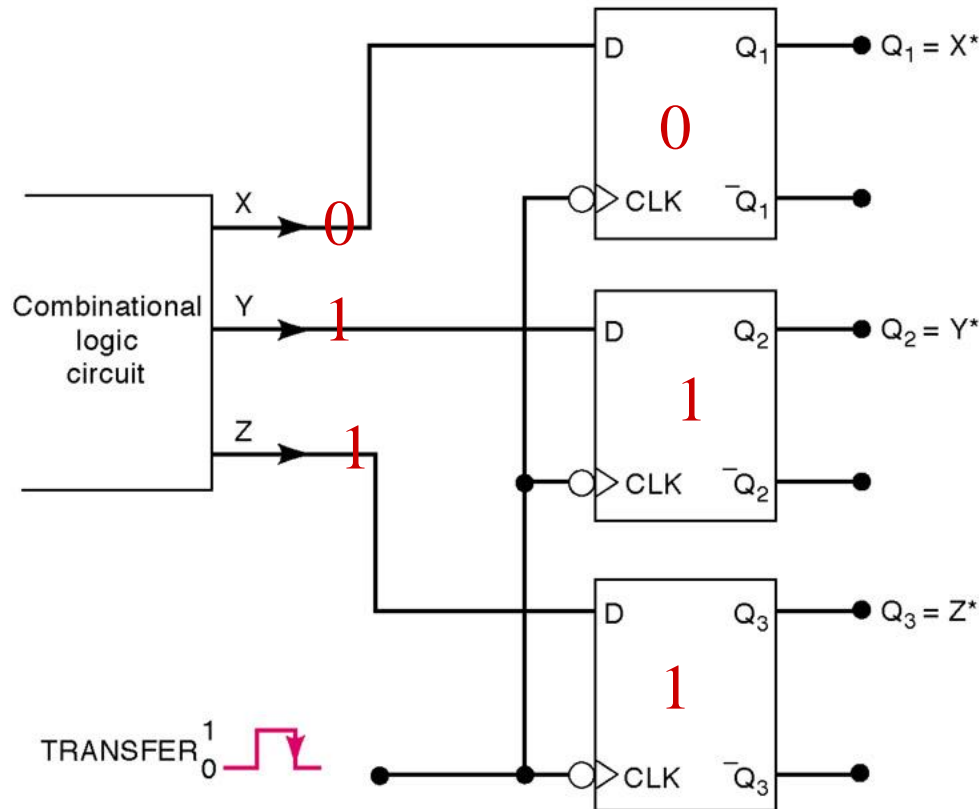 D Q₁ Q₁ = X*
0
CLK ‾Q₁
X
0
Combinational
logic
circuit
Y
1
D Q₂ Q₂ = Y*
1
CLK ‾Q₂
Z
1
D Q₃ Q₃ = Z*
1
CLK ‾Q₃
TRANSFER 1
0